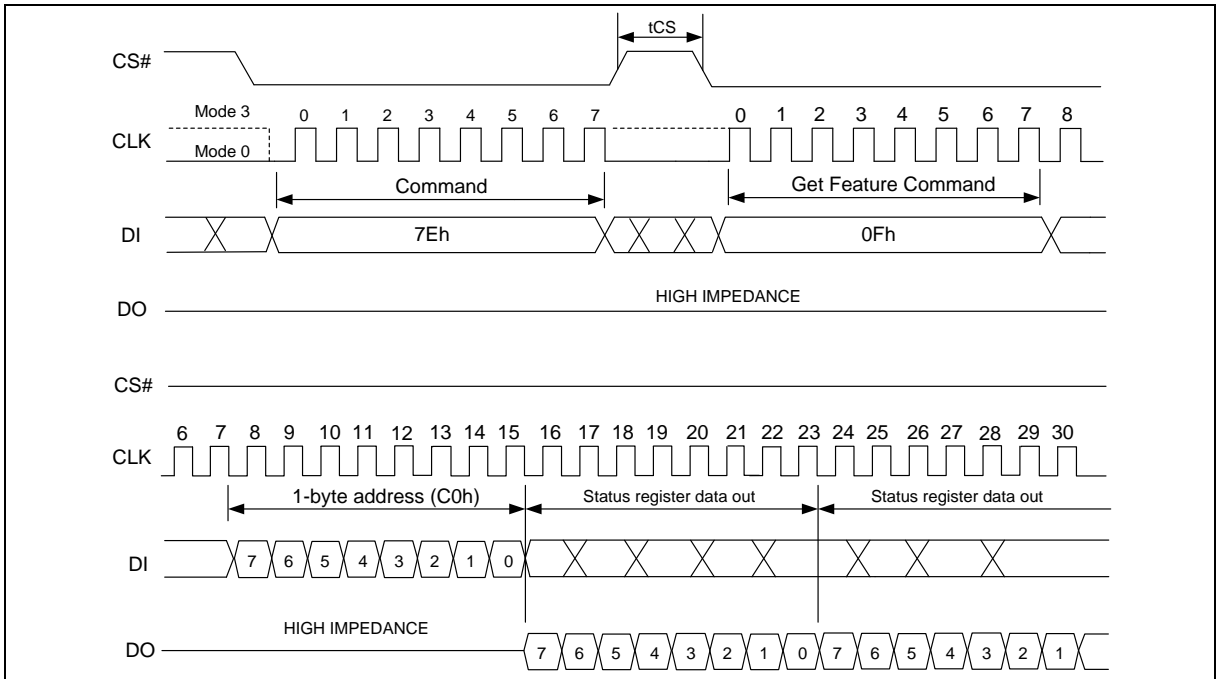 tCS
CS#
Mode 3
0 1 2 3 4 5 6 7 0 1 2 3 4 5 6 7 8
CLK
Mode 0
Command Get Feature Command
DI 7Eh 0Fh
HIGH IMPEDANCE
DO
CS#
6 7 8 9 10 11 12 13 14 15 16 17 18 19 20 21 22 23 24 25 26 27 28 29 30
CLK
1-byte address (C0h) Status register data out Status register data out
DI 7 6 5 4 3 2 1 0
HIGH IMPEDANCE
DO 7 6 5 4 3 2 1 0 7 6 5 4 3 2 1